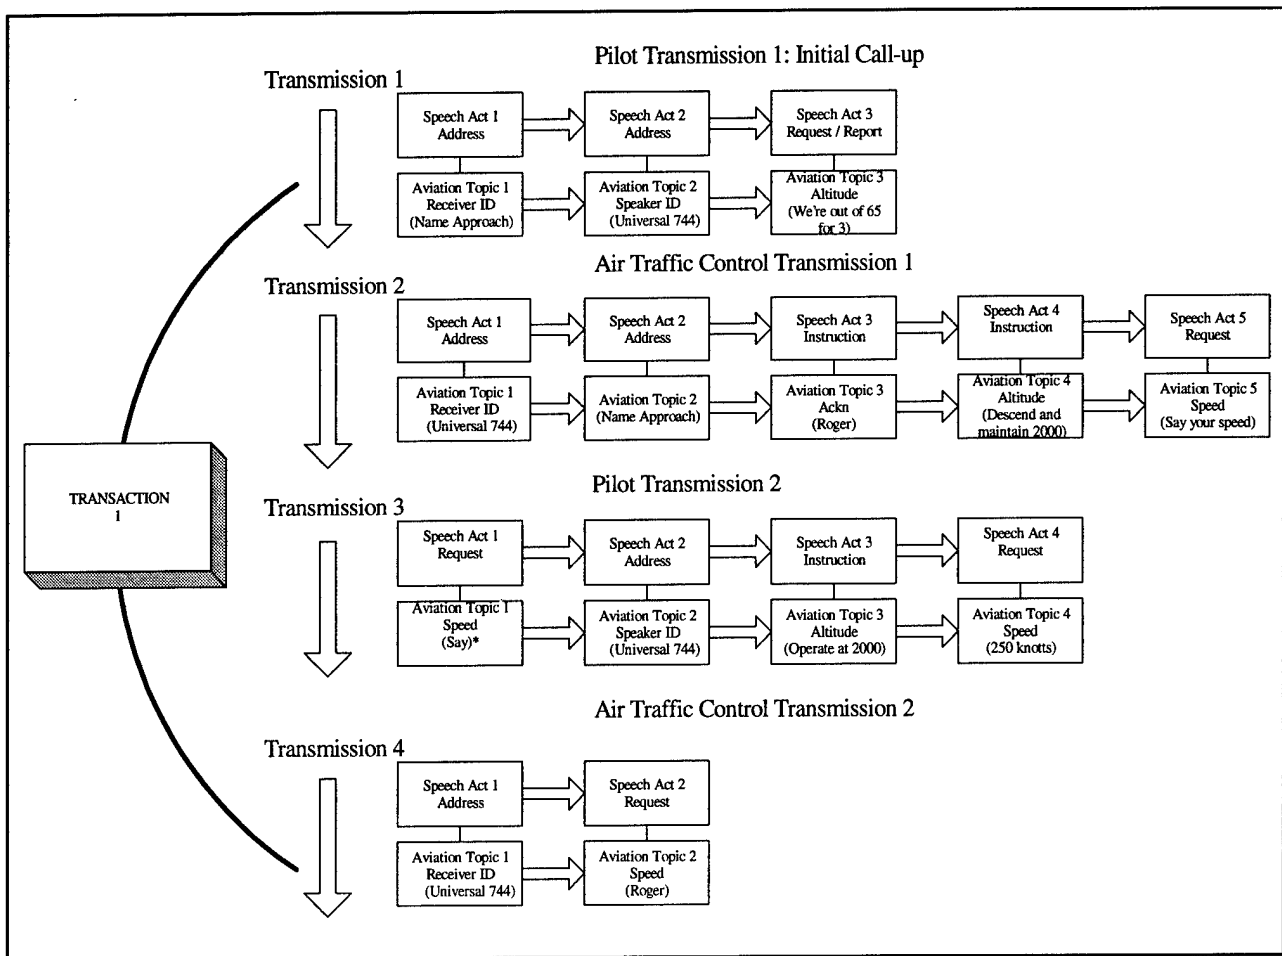 Pilot Transmission 1: Initial Call-up
Transmission 1
Speech Act 1
Address
Speech Act 2
Address
Speech Act 3
Request / Report
Aviation Topic 1
Receiver ID
(Name Approach)
Aviation Topic 2
Speaker ID
(Universal 744)
Aviation Topic 3
Altitude
(We're out of 65
for 3)
Air Traffic Control Transmission 1
Transmission 2
Speech Act 1
Address
Speech Act 2
Address
Speech Act 3
Instruction
Speech Act 4
Instruction
Speech Act 5
Request
Aviation Topic 1
Receiver ID
(Universal 744)
Aviation Topic 2
(Name Approach)
Aviation Topic 3
Ackn
(Roger)
Aviation Topic 4
Altitude
(Descend and
maintain 2000)
Aviation Topic 5
Speed
(Say your speed)
TRANSACTION
1
Pilot Transmission 2
Transmission 3
Speech Act 1
Request
Speech Act 2
Address
Speech Act 3
Instruction
Speech Act 4
Request
Aviation Topic 1
Speed
(Say)*
Aviation Topic 2
Speaker ID
(Universal 744)
Aviation Topic 3
Altitude
(Operate at 2000)
Aviation Topic 4
Speed
(250 knotts)
Air Traffic Control Transmission 2
Transmission 4
Speech Act 1
Address
Speech Act 2
Request
Aviation Topic 1
Receiver ID
(Universal 744)
Aviation Topic 2
Speed
(Roger)